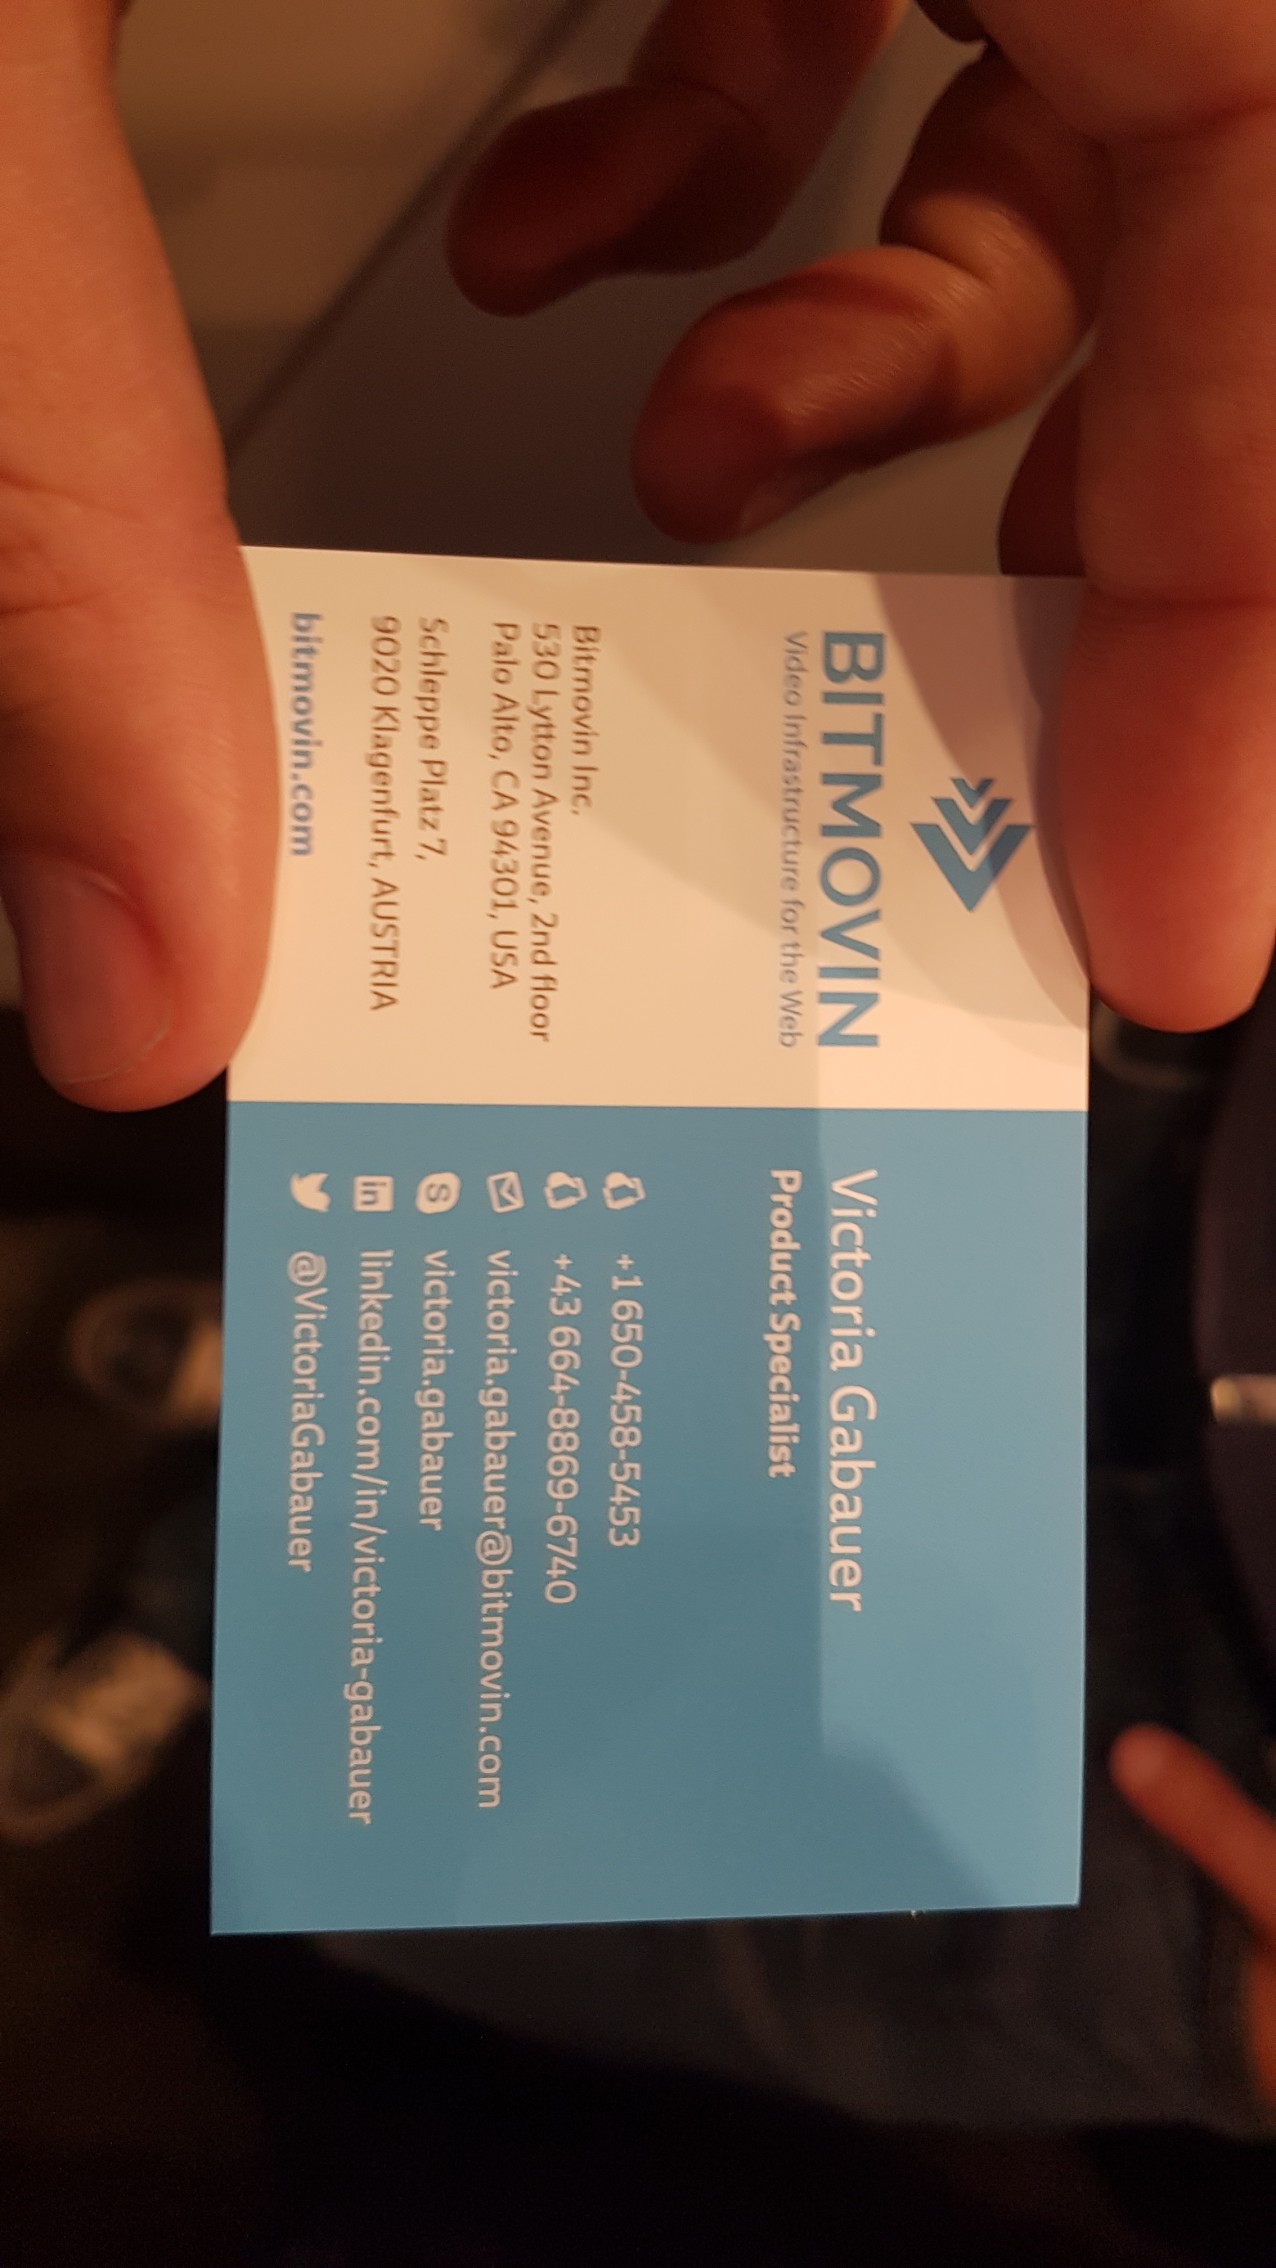 BITMOVIN
Video Infrastructure for the Web
Bitmovin Inc.
530 Lytton Avenue, 2nd floor
Palo Alto, CA 94301, USA
Schleppe Platz 7,
9020 Klagenfurt, AUSTRIA
bitmovin.com
Victoria Gabauer
Product Specialist
+1 650-458-5453
+43 664-8869-6740
victoria.gabauer@bitmovin.com
victoria.gabauer
linkedin.com/in/victoria-gabauer
@VictoriaGabauer